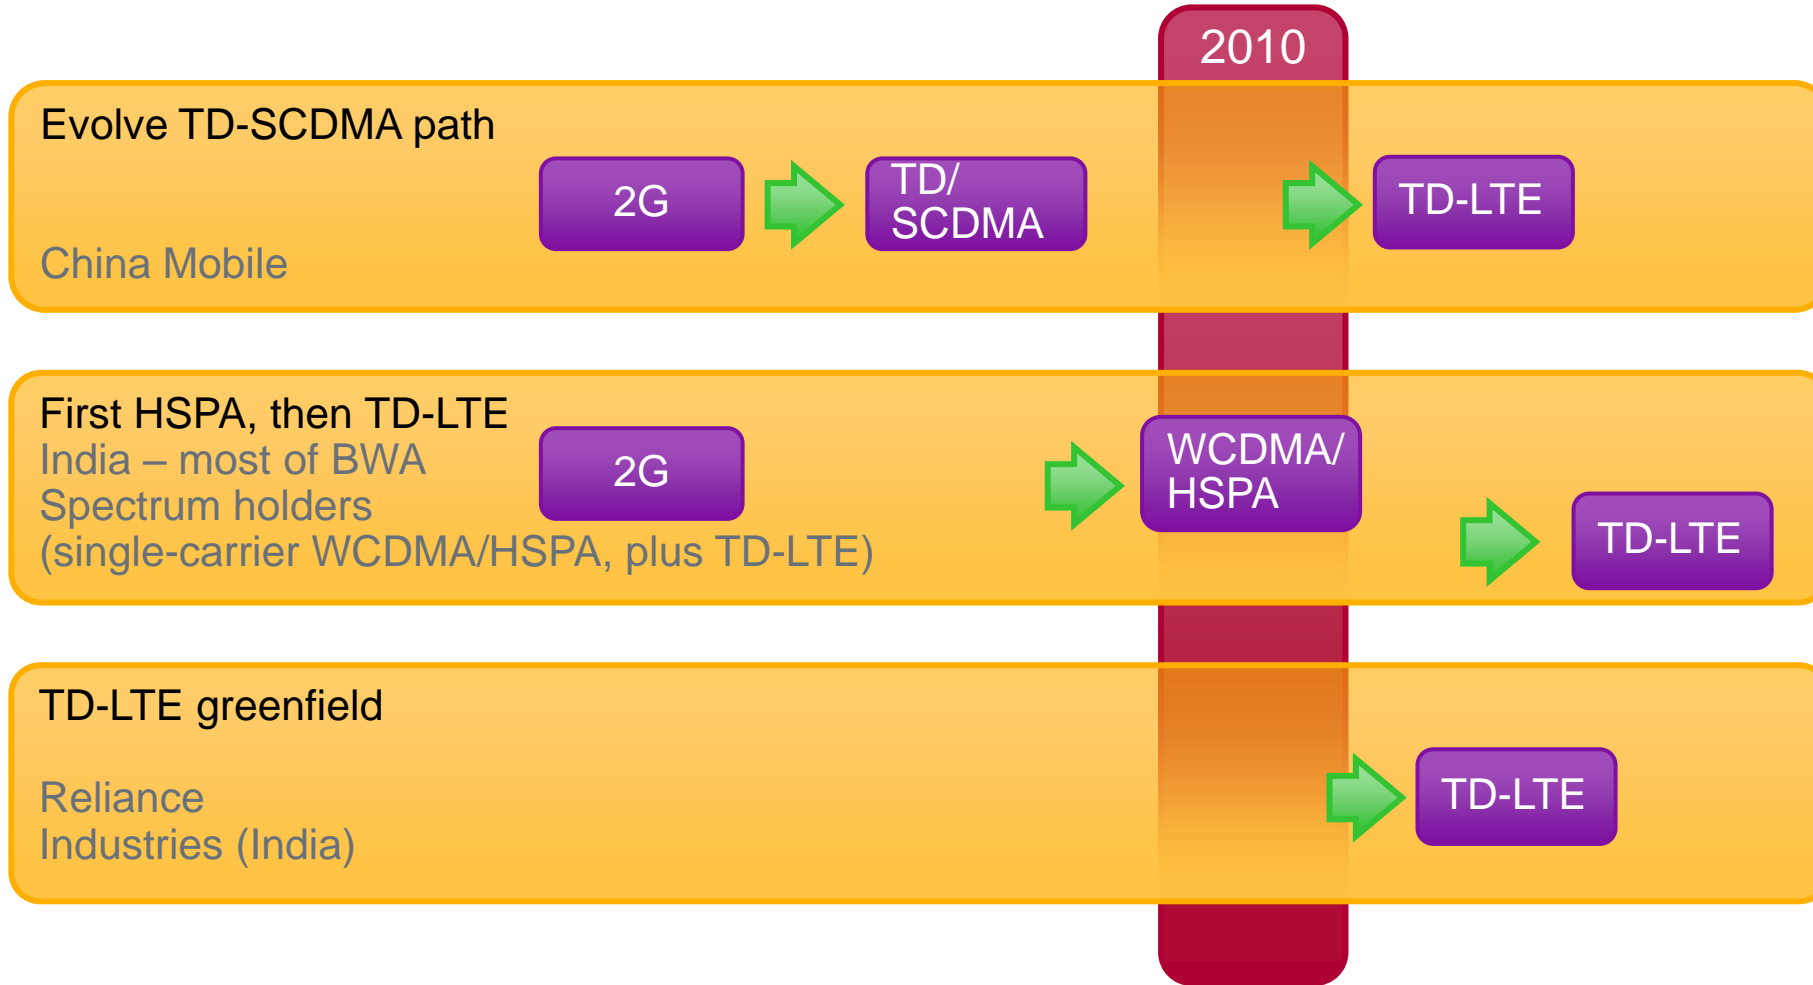 2010
Evolve TD-SCDMA path
2G
TD/
SCDMA
TD-LTE
China Mobile
First HSPA, then TD-LTE
India – most of BWA
Spectrum holders
(single-carrier WCDMA/HSPA, plus TD-LTE)
2G
WCDMA/
HSPA
TD-LTE
TD-LTE greenfield
Reliance
Industries (India)
TD-LTE